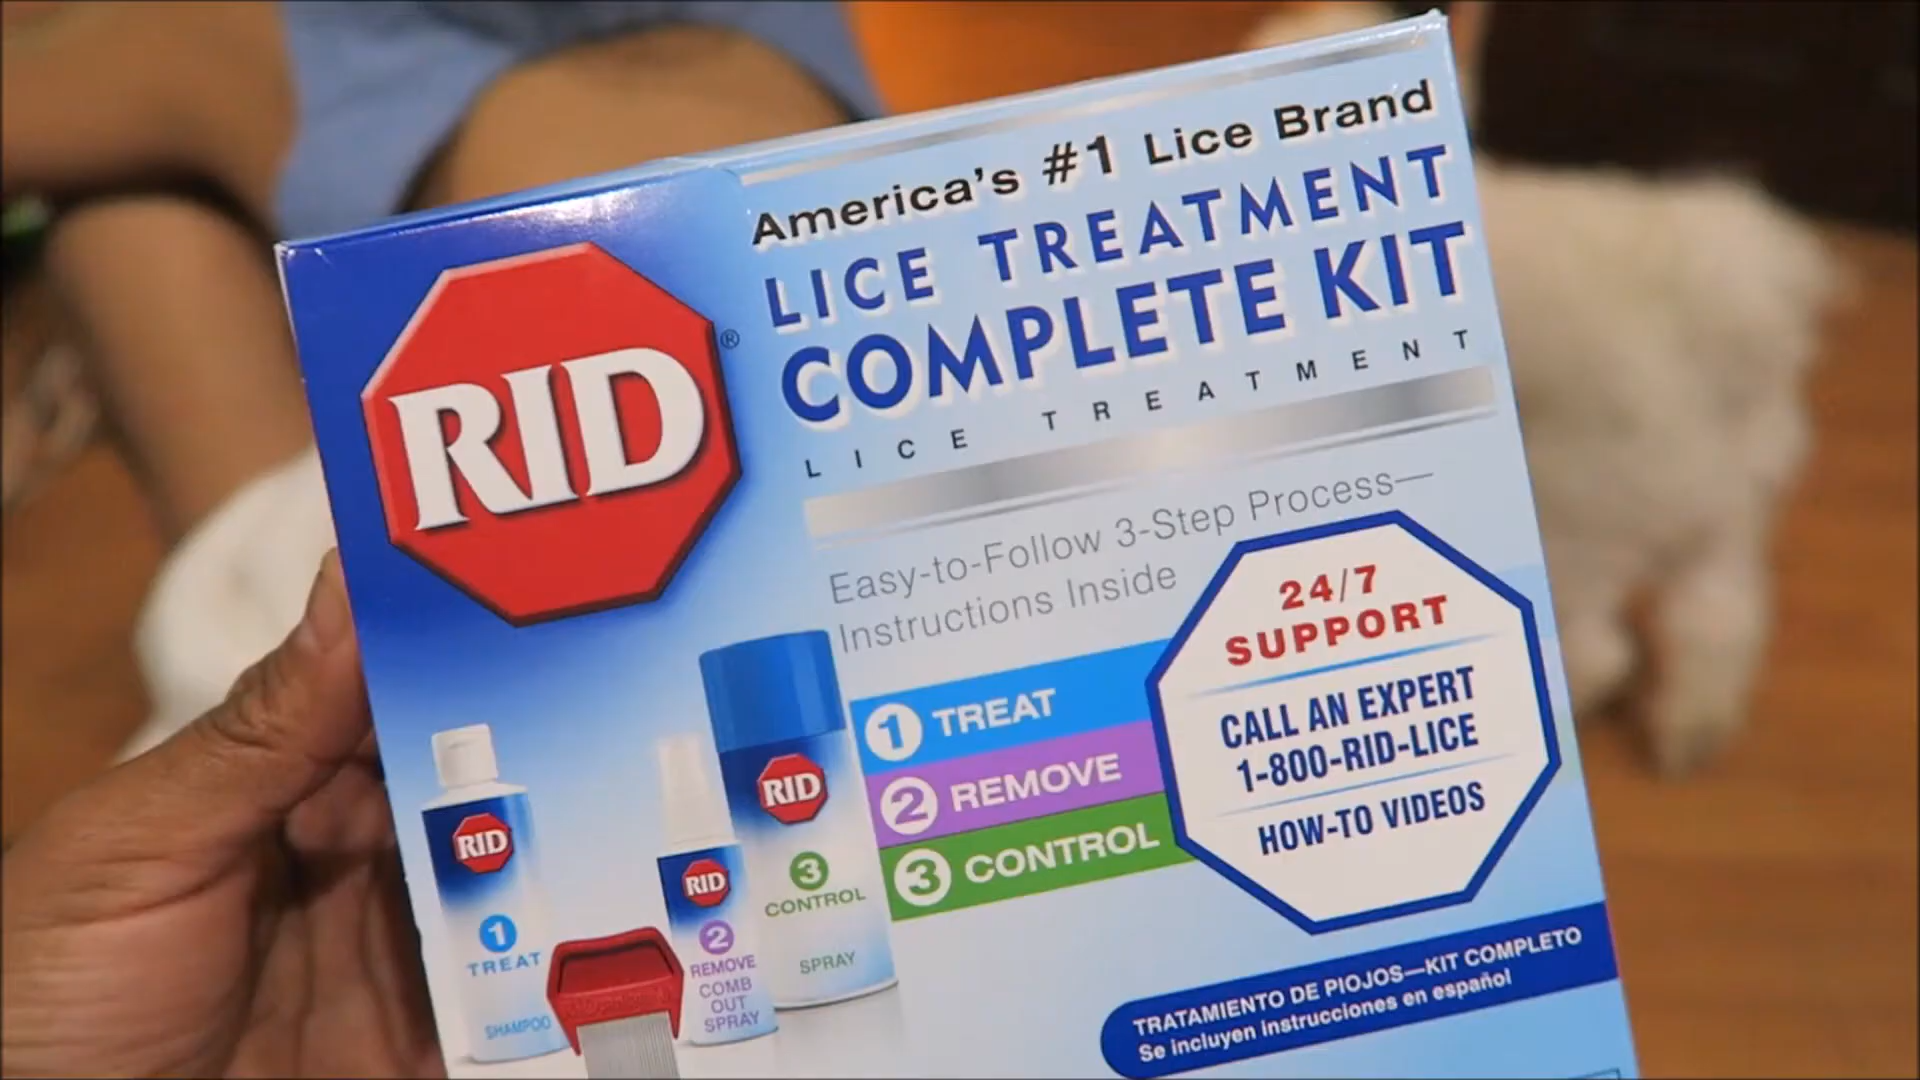 America's #1 Lice Brand
LICE TREATMENT
COMPLETE KIT
LICE TREATMENT
RID®
Easy-to-Follow 3-Step Process—
Instructions Inside
1 TREAT
2 REMOVE
3 CONTROL
24/7
SUPPORT
CALL AN EXPERT
1-800-RID-LICE
HOW-TO VIDEOS
RID
1
TREAT
SHAMPOO
RID
2
REMOVE
COMB
OUT
SPRAY
RID
3
CONTROL
SPRAY
TRATAMIENTO DE PIOJOS—KIT COMPLETO
Se incluyen instrucciones en español